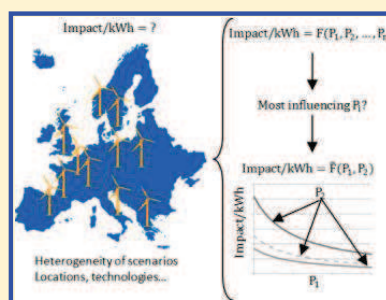 Impact/kWh = ?
Heterogeneity of scenarios
Locations, technologies...
Impact/kWh = F(P₁, P₂, ..., Pₙ
Most influencing Pᵢ?
Impact/kWh = F̂(P₁, P₂)
Impact/kWh
P₂
P₁